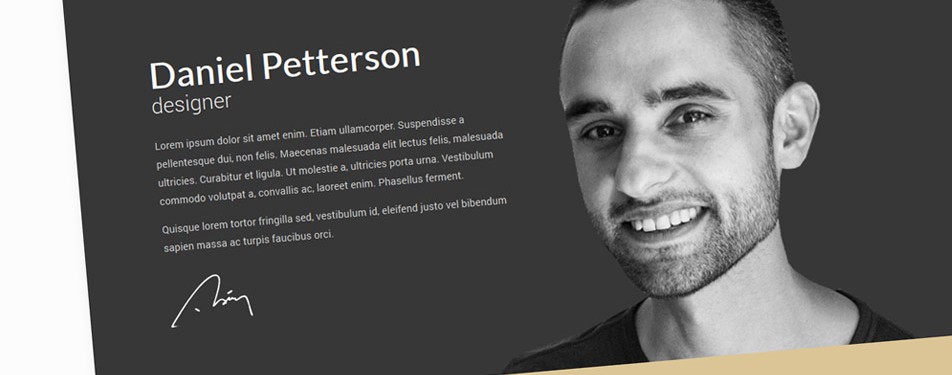 Daniel Petterson
designer
Lorem ipsum dolor sit amet enim. Etiam ullamcorper. Suspendisse a
pellentesque dui, non felis. Maecenas malesuada elit lectus felis, malesuada
ultricies. Curabitur et ligula. Ut molestie a, ultricies porta urna. Vestibulum
commodo volutpat a, convallis ac, laoreet enim. Phasellus ferment.
Quisque lorem tortor fringilla sed, vestibulum id, eleifend justo vel bibendum
sapien massa ac turpis faucibus orci.